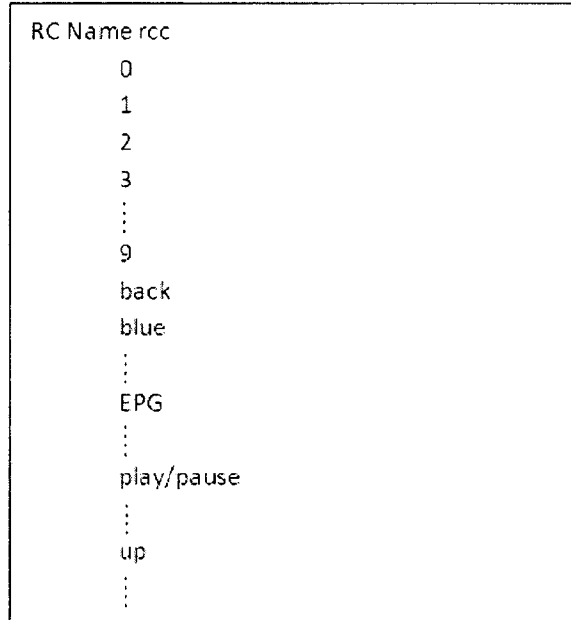 RC Name rcc
0
1
2
3
⋮
9
back
blue
⋮
EPG
⋮
play/pause
⋮
up
⋮